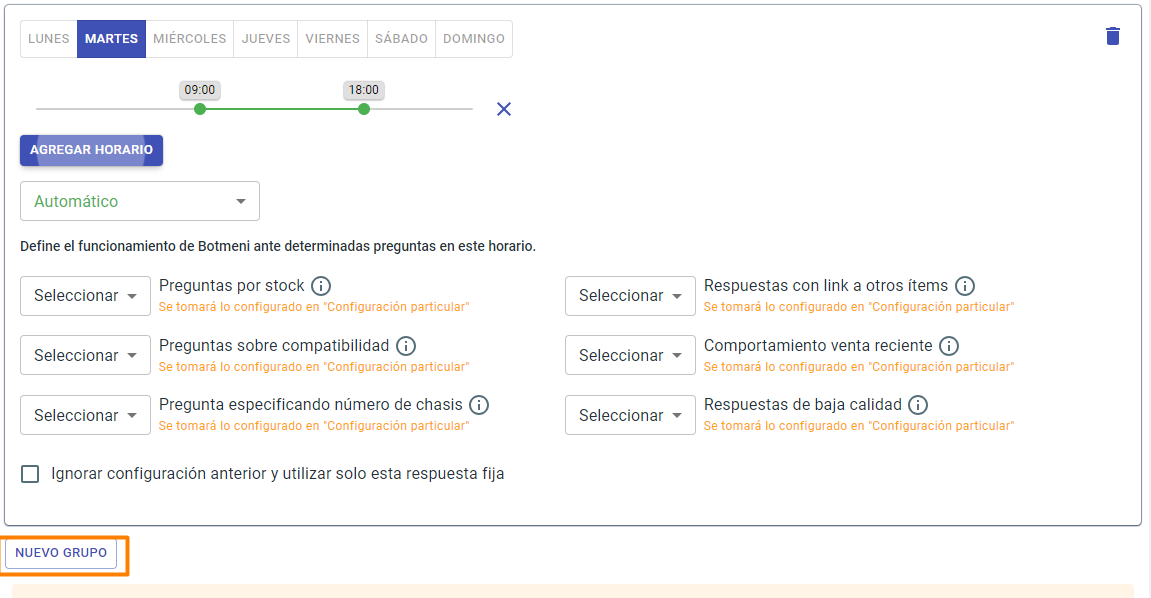 LUNES MARTES MIÉRCOLES JUEVES VIERNES SÁBADO DOMINGO
09:00 18:00
AGREGAR HORARIO
Automático
Define el funcionamiento de Botmeni ante determinadas preguntas en este horario.
Seleccionar Preguntas por stock
Se tomará lo configurado en "Configuración particular"
Seleccionar Respuestas con link a otros ítems
Se tomará lo configurado en "Configuración particular"
Seleccionar Preguntas sobre compatibilidad
Se tomará lo configurado en "Configuración particular"
Seleccionar Comportamiento venta reciente
Se tomará lo configurado en "Configuración particular"
Seleccionar Pregunta especificando número de chasis
Se tomará lo configurado en "Configuración particular"
Seleccionar Respuestas de baja calidad
Se tomará lo configurado en "Configuración particular"
Ignorar configuración anterior y utilizar solo esta respuesta fija
NUEVO GRUPO